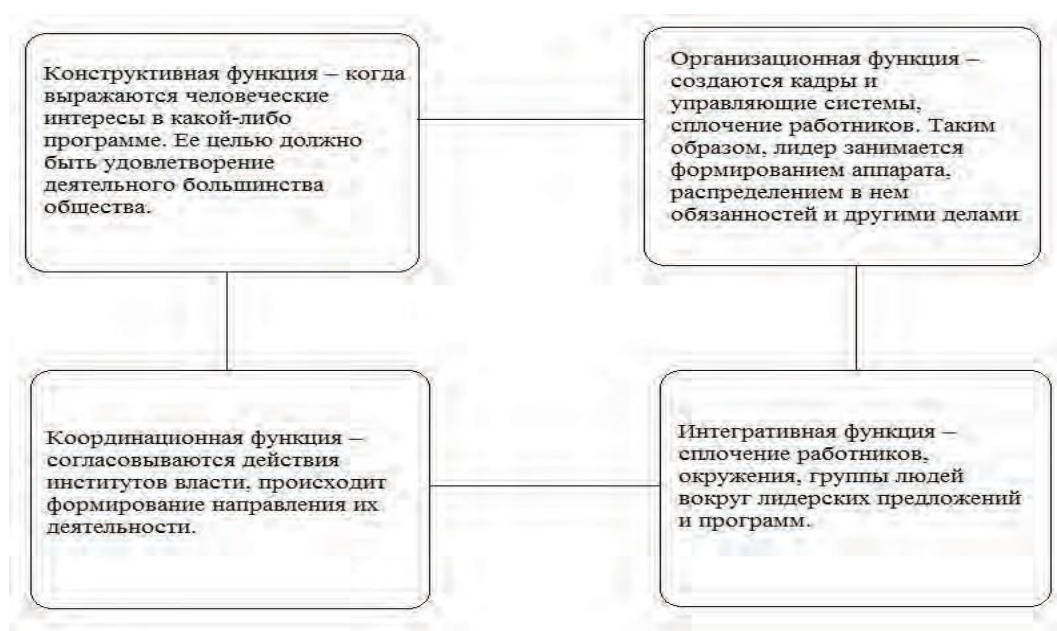 Конструктивная функция – когда
выражаются человеческие
интересы в какой-либо
программе. Ее целью должно
быть удовлетворение
деятельного большинства
общества.
Организационная функция –
создаются кадры и
управляющие системы,
сплочение работников. Таким
образом, лидер занимается
формированием аппарата,
распределением в нем
обязанностей и другими делами
Координационная функция –
согласовываются действия
институтов власти, происходит
формирование направления их
деятельности.
Интегративная функция –
сплочение работников,
окружения, группы людей
вокруг лидерских предложений
и программ.